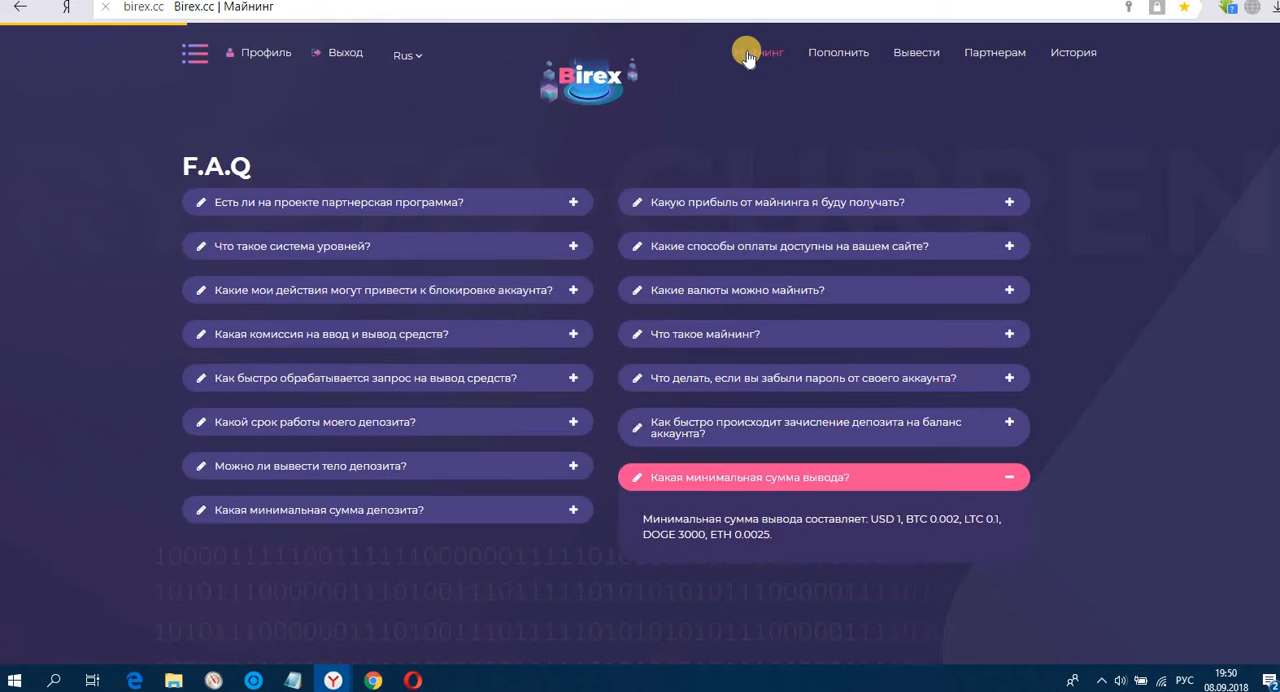 Я birex.cc Birex.cc | Майнинг
Профиль Выход Rus Майнинг Пополнить Вывести Партнерам История
Birex
F.A.Q
Есть ли на проекте партнерская программа?
Что такое система уровней?
Какие мои действия могут привести к блокировке аккаунта?
Какая комиссия на ввод и вывод средств?
Как быстро обрабатывается запрос на вывод средств?
Какой срок работы моего депозита?
Можно ли вывести тело депозита?
Какая минимальная сумма депозита?
Какую прибыль от майнинга я буду получать?
Какие способы оплаты доступны на вашем сайте?
Какие валюты можно майнить?
Что такое майнинг?
Что делать, если вы забыли пароль от своего аккаунта?
Как быстро происходит зачисление депозита на баланс
аккаунта?
Какая минимальная сумма вывода?
Минимальная сумма вывода составляет: USD 1, BTC 0.002, LTC 0.1,
DOGE 3000, ETH 0.0025.
РУС
19:50
08.09.2018